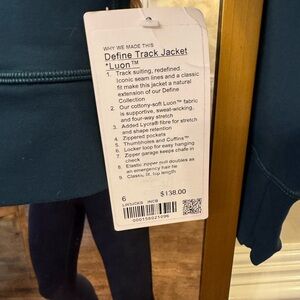 WHY WE MADE THIS
Define Track Jacket
*Luon™
1. Track suiting, redefined.
Iconic seam lines and a classic
fit make this jacket a natural
extension of our Define
Collection
2. Our cottony-soft Luon™ fabric
is supportive, sweat-wicking,
and four-way stretch
3. Added Lycra® fibre for stretch
and shape retention
4. Zippered pockets
5. Thumbholes and Cuffins™
6. Locker loop for easy hanging
7. Zipper garage keeps chafe in
check
8. Elastic zipper pull doubles as
an emergency hair tie
9. Classic fit, hip length
6 $138.00
INCB